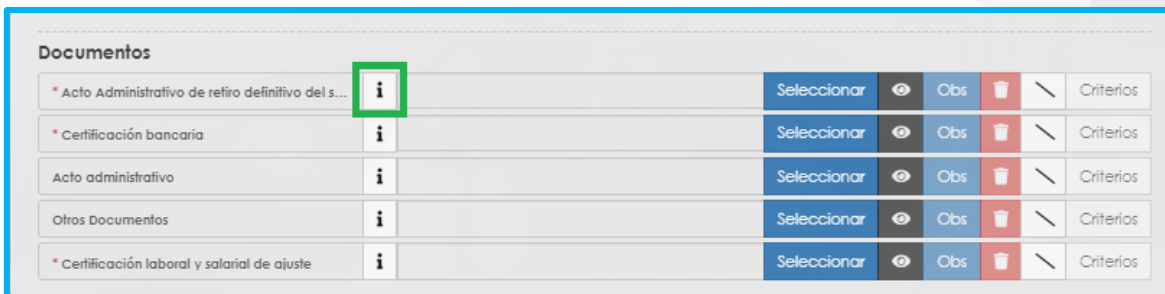 Documentos
* Acto Administrativo de retiro definitivo del s... i Seleccionar Obs Criterios
* Certificación bancaria i Seleccionar Obs Criterios
Acto administrativo i Seleccionar Obs Criterios
Otros Documentos i Seleccionar Obs Criterios
* Certificación laboral y salarial de ajuste i Seleccionar Obs Criterios